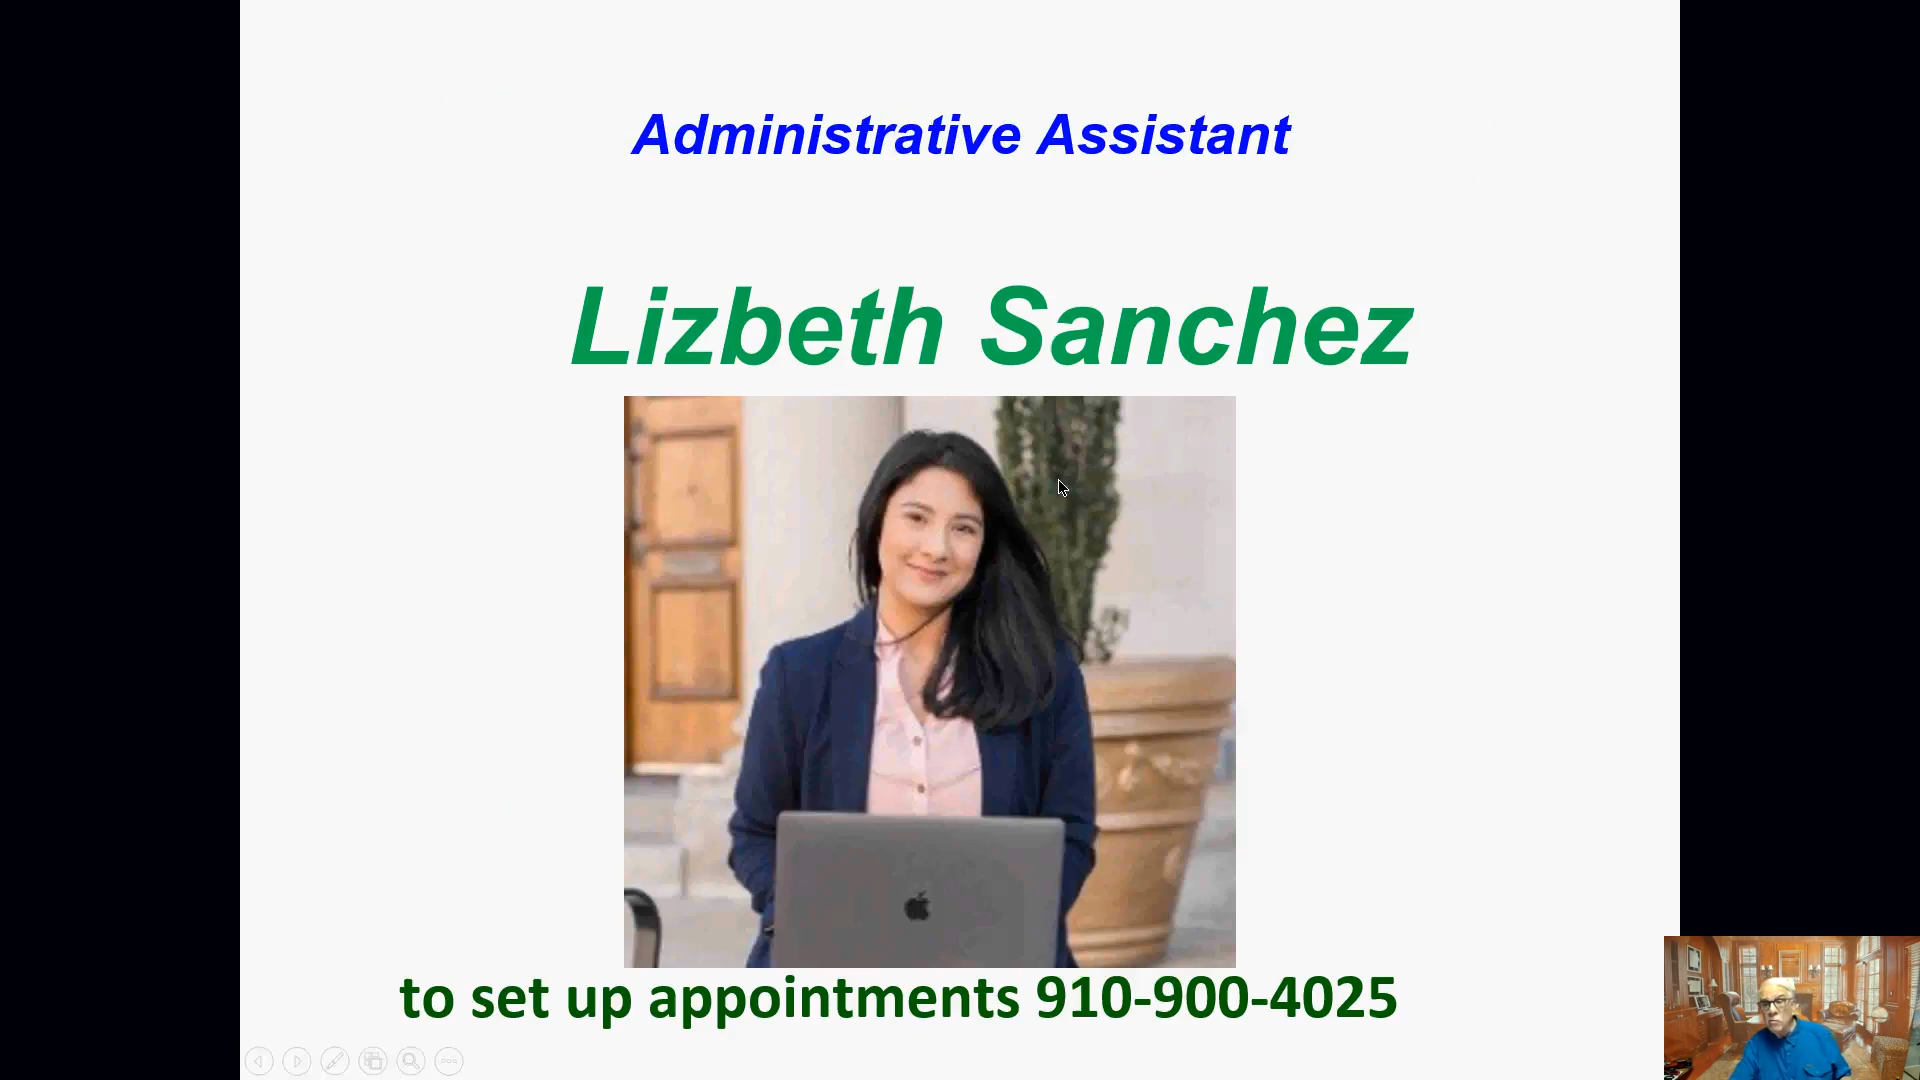 Administrative Assistant
Lizbeth Sanchez
to set up appointments 910-900-4025